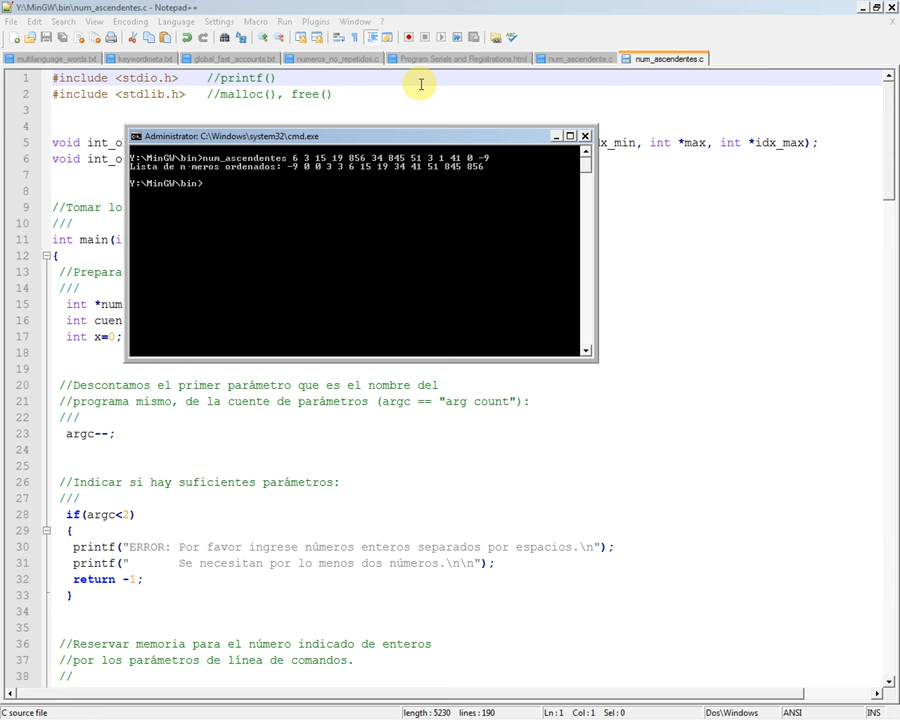 Y:\MinGW\bin\num_ascendentes.c - Notepad++
File Edit Search View Encoding Language Settings Macro Run Plugins Window ?
X
multilanguage_words.txt keywordmeta.txt global_fast_accounts.txt numeros_no_repetidos.c Program Serials and Registrations.html num_ascendente.c num_ascendentes.c
1 #include <stdio.h> //printf()
2 #include <stdlib.h> //malloc(), free()
3
4
Administrator: C:\Windows\system32\cmd.exe
5 void int_o dx_min, int *max, int *idx_max);
Y:\MinGW\bin>num_ascendentes 6 3 15 19 856 34 845 51 3 1 41 0 -9
6 void int_o
Lista de n·meros ordenados: -9 0 0 3 3 6 15 19 34 41 51 845 856
7
Y:\MinGW\bin>
8
9 //Tomar lo
10 ///
11 int main(i
12 {
13 //Prepara
14 ///
15 int *num
16 int cuen
17 int x=0;
18
19
20 //Descontamos el primer parámetro que es el nombre del
21 //programa mismo, de la cuente de parámetros (argc == "arg count"):
22 ///
23 argc--;
24
25
26 //Indicar si hay suficientes parámetros:
27 ///
28 if(argc<2)
29 {
30 printf("ERROR: Por favor ingrese números enteros separados por espacios.\n");
31 printf(" Se necesitan por lo menos dos números.\n\n");
32 return -1;
33 }
34
35
36 //Reservar memoria para el número indicado de enteros
37 //por los parámetros de línea de comandos.
38 //
C source file length : 5230 lines : 190 Ln : 1 Col : 1 Sel : 0 Dos\Windows ANSI INS